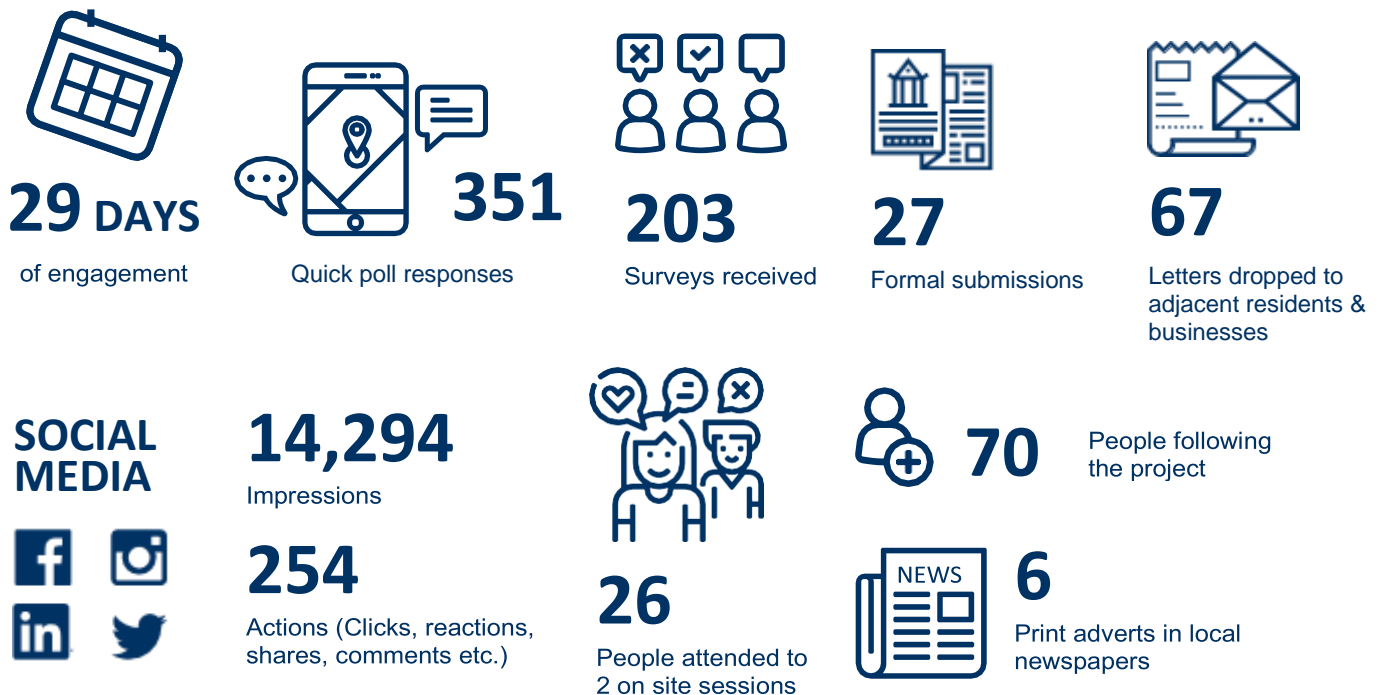 29 DAYS
of engagement
351
Quick poll responses
203
Surveys received
27
Formal submissions
67
Letters dropped to
adjacent residents &
businesses
SOCIAL
MEDIA
14,294
Impressions
254
Actions (Clicks, reactions,
shares, comments etc.)
26
People attended to
2 on site sessions
70
People following
the project
NEWS
6
Print adverts in local
newspapers
f
in